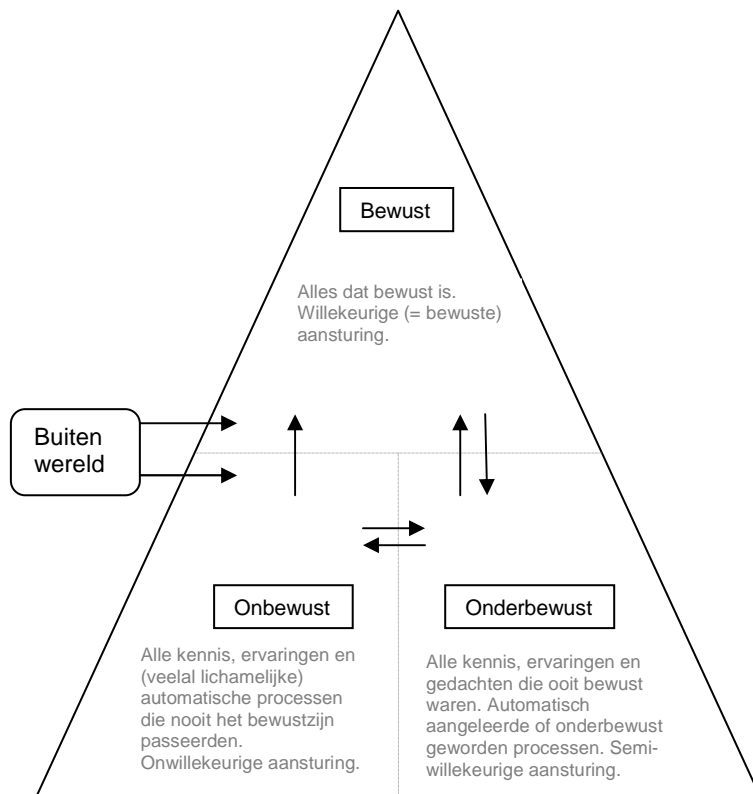 Bewust
Alles dat bewust is.
Willekeurige (= bewuste)
aansturing.
Buiten
wereld
Onbewust
Alle kennis, ervaringen en
(veelal lichamelijke)
automatische processen
die nooit het bewustzijn
passeerden.
Onwillekeurige aansturing.
Onderbewust
Alle kennis, ervaringen en
gedachten die ooit bewust
waren. Automatisch
aangeleerde of onderbewust
geworden processen. Semi-
willekeurige aansturing.